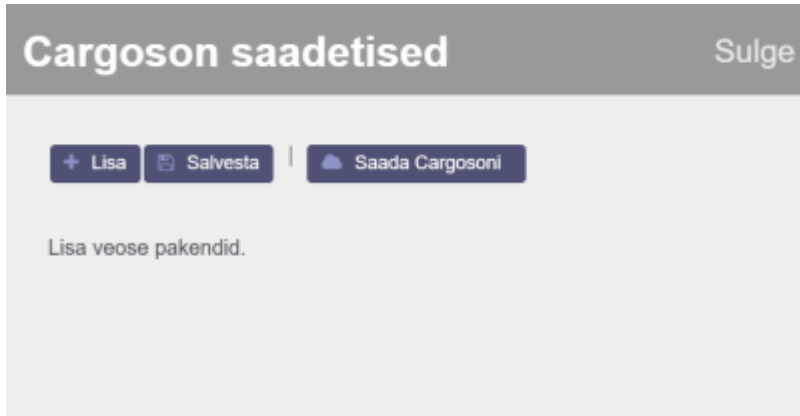 Cargoson saadetised Sulge
Lisa Salvesta | Saada Cargosoni
Lisa veose pakendid.